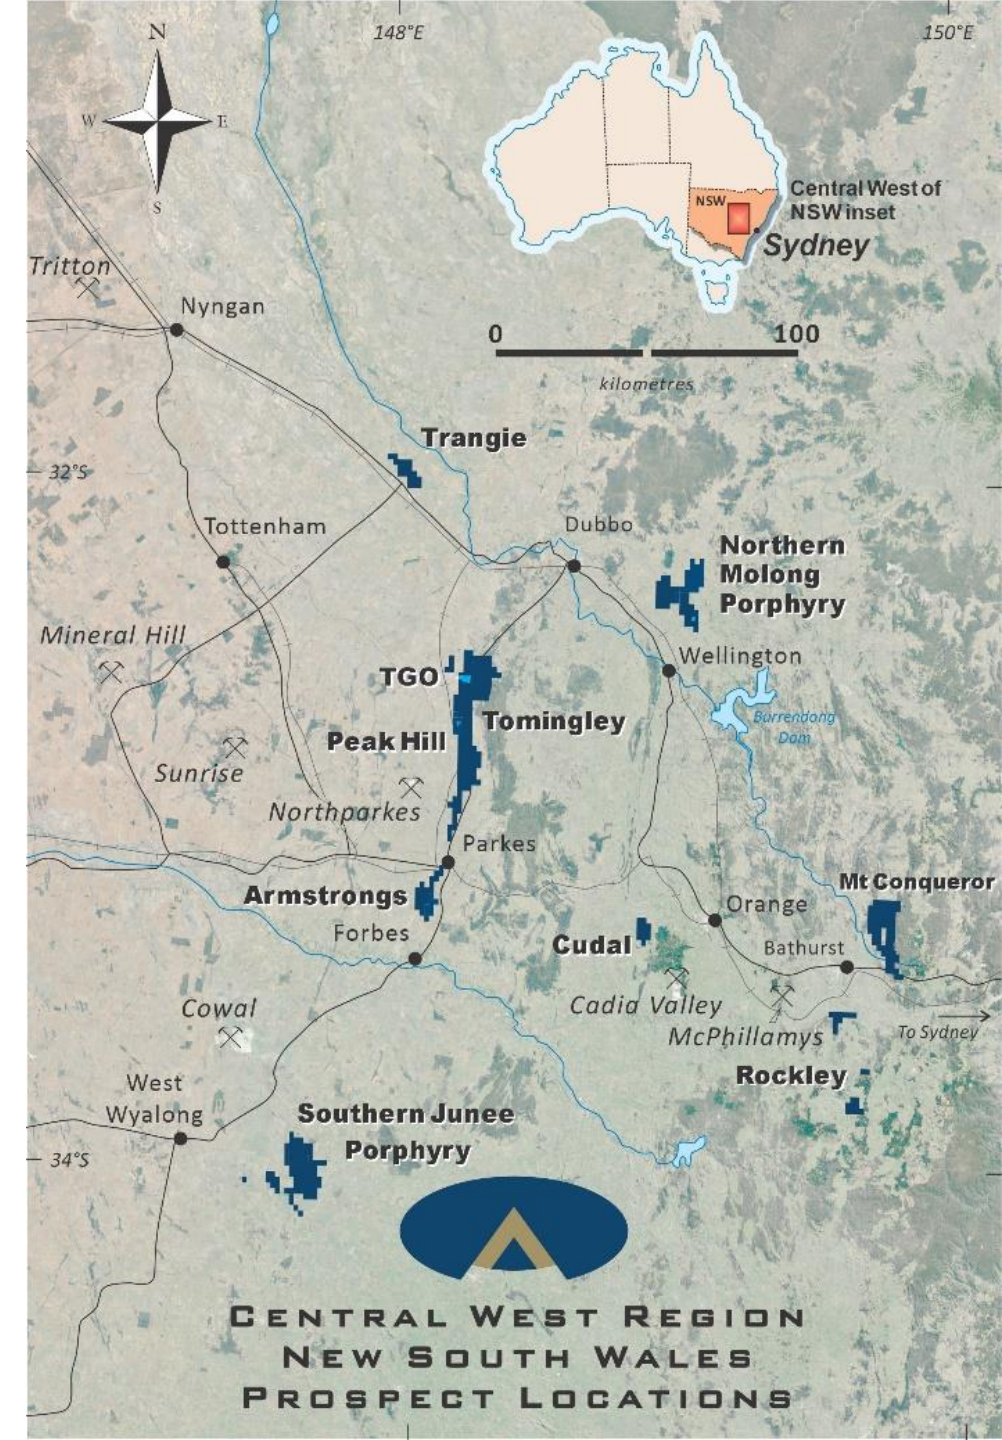 N
148°E
150°E
W
E
S
NSW
Central West of
NSW inset
Sydney
Tritton
Nyngan
0
100
kilometres
Trangie
32°S
Tottenham
Dubbo
Northern
Molong
Porphyry
Mineral Hill
Wellington
TGO
Tomingley
Burrendong
Dam
Peak Hill
Sunrise
Northparkes
Parkes
Armstrongs
Mt Conqueror
Orange
Forbes
Cudal
Bathurst
Cowal
Cadia Valley
McPhillamys
To Sydney
Rockley
West
Wyalong
Southern Junee
Porphyry
34°S
CENTRAL WEST REGION
NEW SOUTH WALES
PROSPECT LOCATIONS